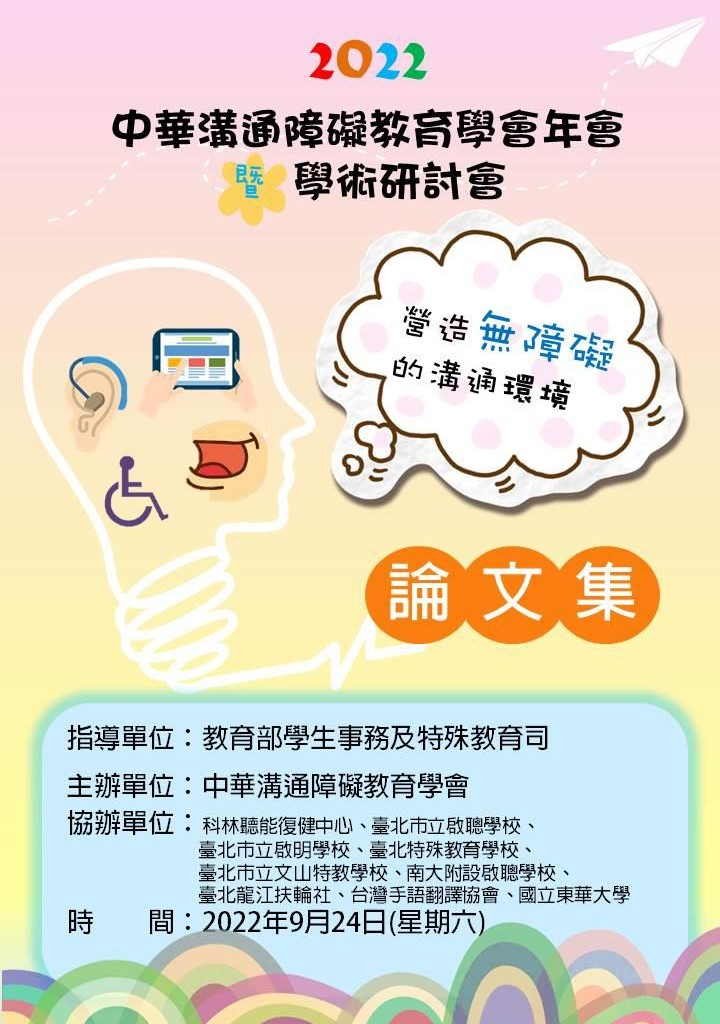 2022
中華溝通障礙教育學會年會
暨 學術研討會
營造無障礙
的溝通環境
論文集
指導單位：教育部學生事務及特殊教育司
主辦單位：中華溝通障礙教育學會
協辦單位：科林聽能復健中心、臺北市立啟聰學校、
臺北市立啟明學校、臺北特殊教育學校、
臺北市立文山特教學校、南大附設啟聰學校、
臺北龍江扶輪社、台灣手語翻譯協會、國立東華大學
時　　間：2022年9月24日(星期六)